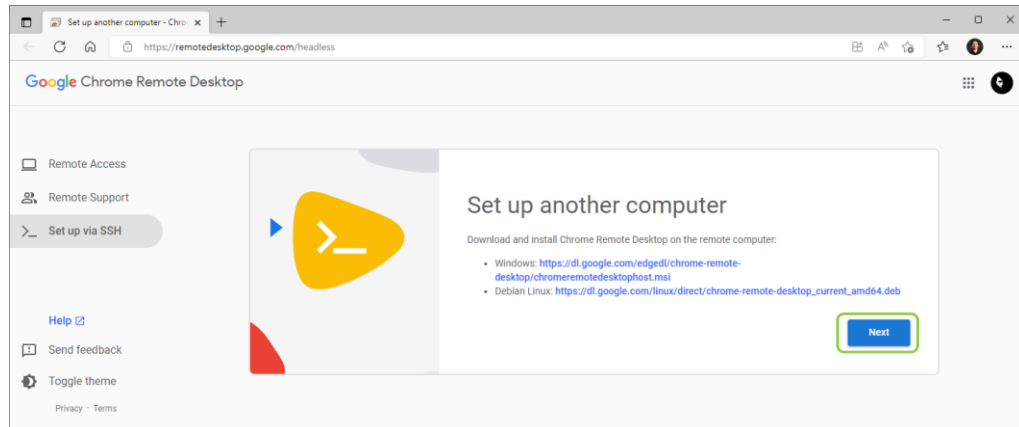 Set up another computer - Chro
https://remotedesktop.google.com/headless
Google Chrome Remote Desktop
Remote Access
Remote Support
Set up via SSH
Help
Send feedback
Toggle theme
Privacy · Terms
Set up another computer
Download and install Chrome Remote Desktop on the remote computer:
• Windows: https://dl.google.com/edgedl/chrome-remote-
desktop/chromeremotedesktophost.msi
• Debian Linux: https://dl.google.com/linux/direct/chrome-remote-desktop_current_amd64.deb
Next